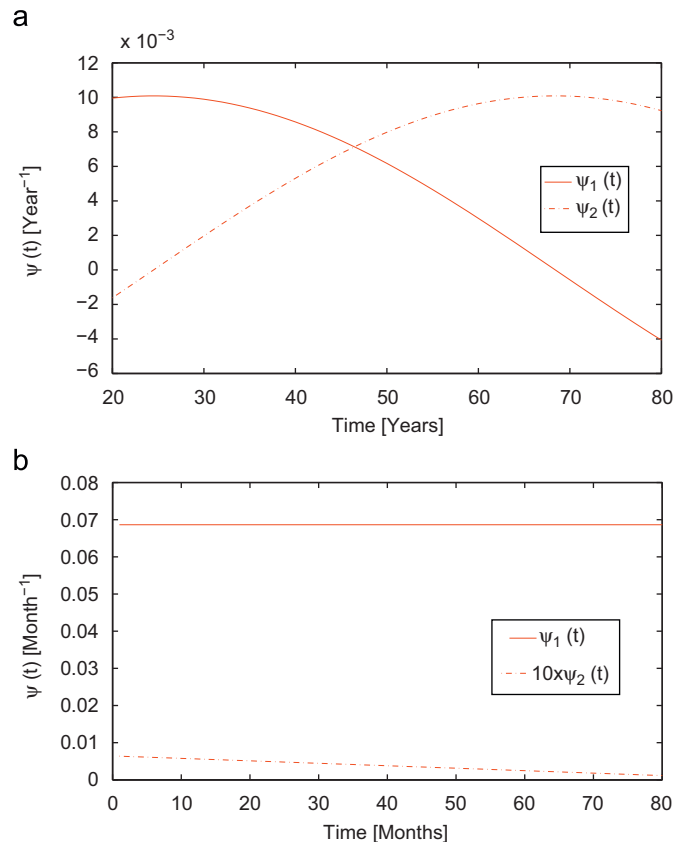 a
x 10⁻³
12
10
8
6
4
2
0
−2
−4
−6
ψ (t) [Year⁻¹]
ψ₁ (t)
ψ₂ (t)
20 30 40 50 60 70 80
Time [Years]
b
0.08
0.07
0.06
0.05
0.04
0.03
0.02
0.01
0
ψ (t) [Month⁻¹]
ψ₁ (t)
10xψ₂ (t)
0 10 20 30 40 50 60 70 80
Time [Months]